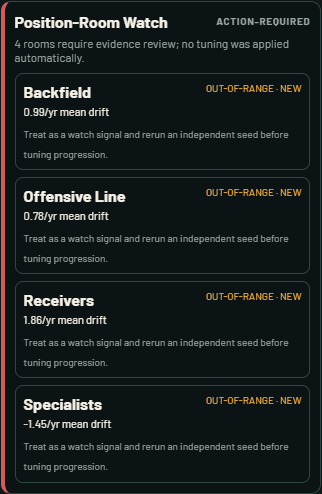 Position-Room Watch ACTION-REQUIRED
4 rooms require evidence review; no tuning was applied
automatically.
Backfield OUT-OF-RANGE · NEW
0.99/yr mean drift
Treat as a watch signal and rerun an independent seed before
tuning progression.
Offensive Line OUT-OF-RANGE · NEW
0.78/yr mean drift
Treat as a watch signal and rerun an independent seed before
tuning progression.
Receivers OUT-OF-RANGE · NEW
1.86/yr mean drift
Treat as a watch signal and rerun an independent seed before
tuning progression.
Specialists OUT-OF-RANGE · NEW
-1.45/yr mean drift
Treat as a watch signal and rerun an independent seed before
tuning progression.